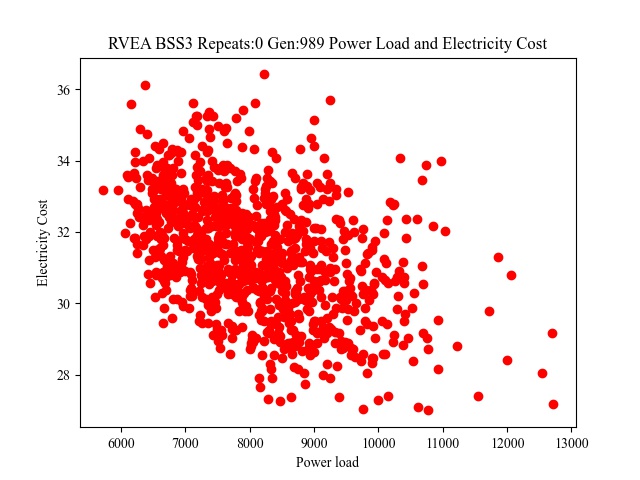 RVEA BSS3 Repeats:0 Gen:989 Power Load and Electricity Cost
36
34
32
30
28
Electricity Cost
6000 7000 8000 9000 10000 11000 12000 13000
Power load